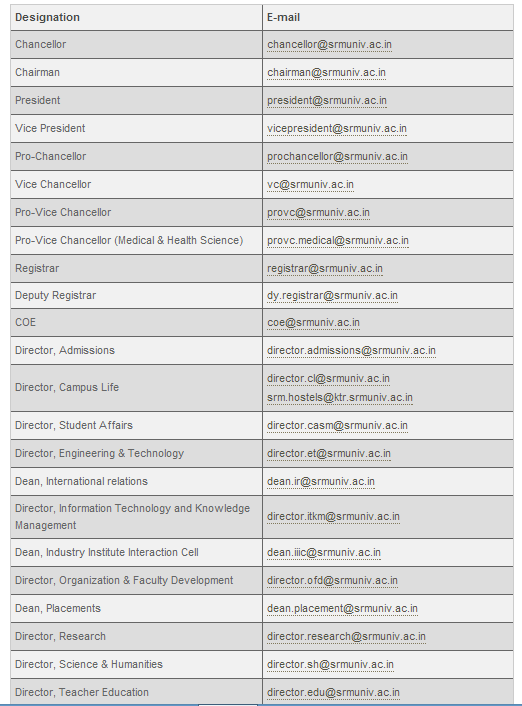 Designation E-mail
Chancellor chancellor@srmuniv.ac.in
Chairman chairman@srmuniv.ac.in
President president@srmuniv.ac.in
Vice President vicepresident@srmuniv.ac.in
Pro-Chancellor prochancellor@srmuniv.ac.in
Vice Chancellor vc@srmuniv.ac.in
Pro-Vice Chancellor provc@srmuniv.ac.in
Pro-Vice Chancellor (Medical & Health Science) provc.medical@srmuniv.ac.in
Registrar registrar@srmuniv.ac.in
Deputy Registrar dy.registrar@srmuniv.ac.in
COE coe@srmuniv.ac.in
Director, Admissions director.admissions@srmuniv.ac.in
Director, Campus Life director.cl@srmuniv.ac.in
srm.hostels@ktr.srmuniv.ac.in
Director, Student Affairs director.casm@srmuniv.ac.in
Director, Engineering & Technology director.et@srmuniv.ac.in
Dean, International relations dean.ir@srmuniv.ac.in
Director, Information Technology and Knowledge
Management director.itkm@srmuniv.ac.in
Dean, Industry Institute Interaction Cell dean.iiic@srmuniv.ac.in
Director, Organization & Faculty Development director.ofd@srmuniv.ac.in
Dean, Placements dean.placement@srmuniv.ac.in
Director, Research director.research@srmuniv.ac.in
Director, Science & Humanities director.sh@srmuniv.ac.in
Director, Teacher Education director.edu@srmuniv.ac.in